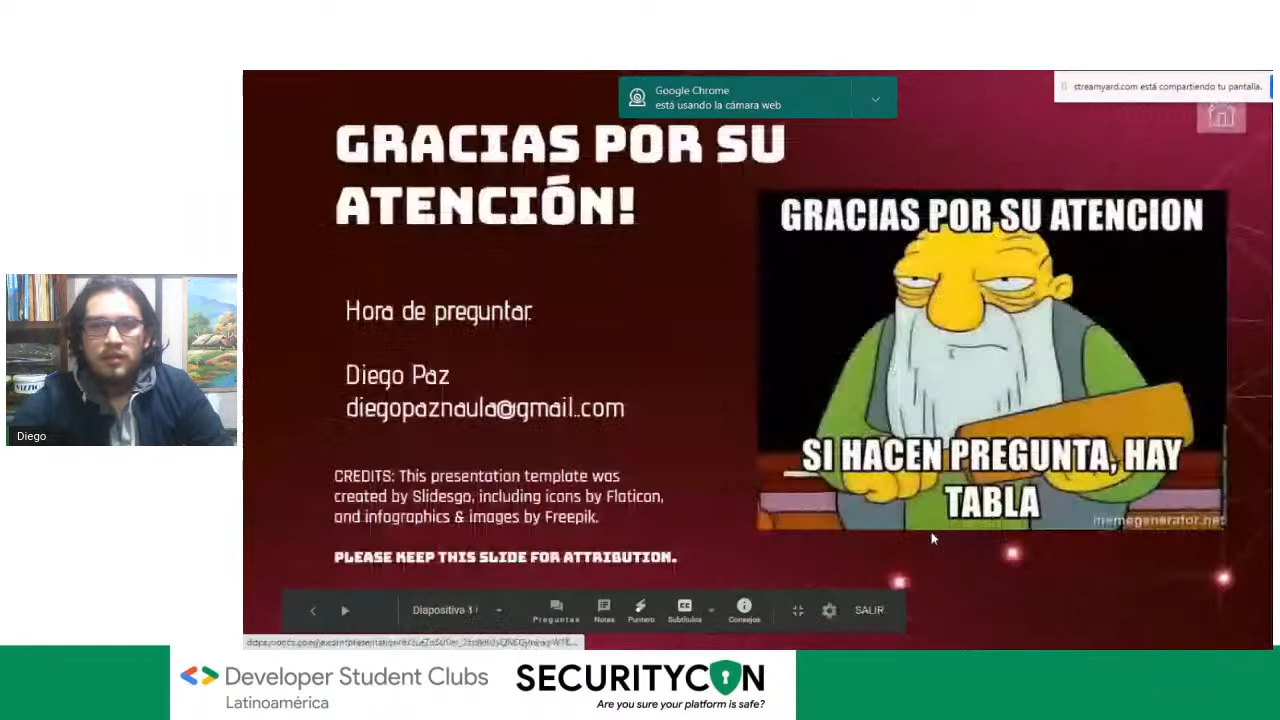 Google Chrome
está usando la cámara web
streamyard.com está compartiendo tu pantalla.
GRACIAS POR SU
ATENCIÓN!
GRACIAS POR SU ATENCION
Hora de preguntar
Diego Paz
diegopaznaula@gmail.com
SI HACEN PREGUNTA, HAY
TABLA
memegenerator.net
CREDITS: This presentation template was
created by Slidesgo, including icons by Flaticon,
and infographics & images by Freepik.
PLEASE KEEP THIS SLIDE FOR ATTRIBUTION.
Diego
Diapositiva
Preguntas
Notas
Puntero
Subtítulos
Consejos
SALIR
Developer Student Clubs
Latinoamérica
SECURITYCON
Are you sure your platform is safe?